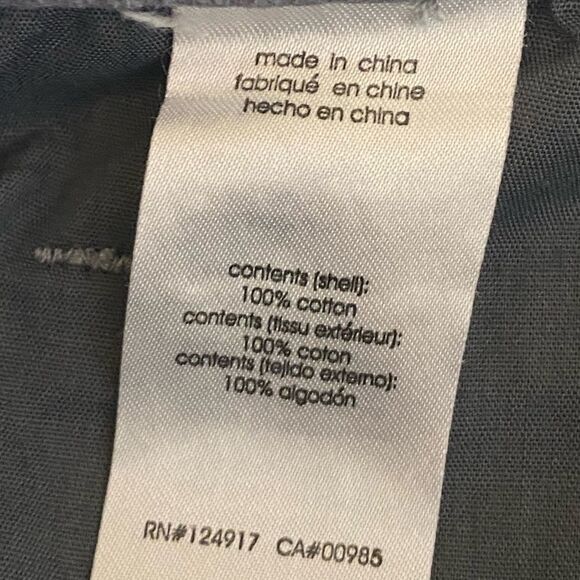 made in china
fabriqué en chine
hecho en china
contents (shell):
100% cotton
contents (tissu extérieur):
100% coton
contents (tejido externo):
100% algodón
RN#124917 CA#00985